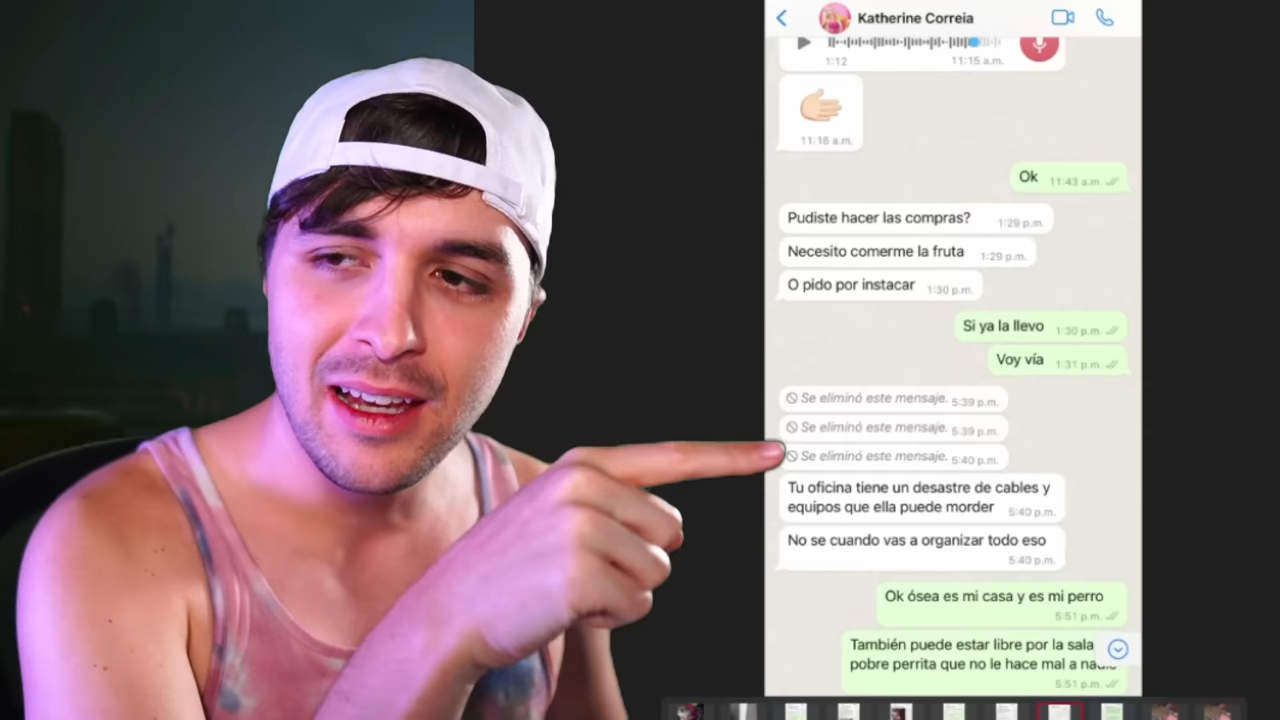 Katherine Correia
1:12
11:15 a.m.
11:16 a.m.
Ok 11:43 a.m.
Pudiste hacer las compras? 1:29 p.m.
Necesito comerme la fruta 1:29 p.m.
O pido por instacar 1:30 p.m.
Si ya la llevo 1:30 p.m.
Voy vía 1:31 p.m.
Se eliminó este mensaje. 5:39 p.m.
Se eliminó este mensaje. 5:39 p.m.
Se eliminó este mensaje. 5:40 p.m.
Tu oficina tiene un desastre de cables y
equipos que ella puede morder 5:40 p.m.
No se cuando vas a organizar todo eso
5:40 p.m.
Ok ósea es mi casa y es mi perro
5:51 p.m.
También puede estar libre por la sala
pobre perrita que no le hace mal a nadie
5:51 p.m.